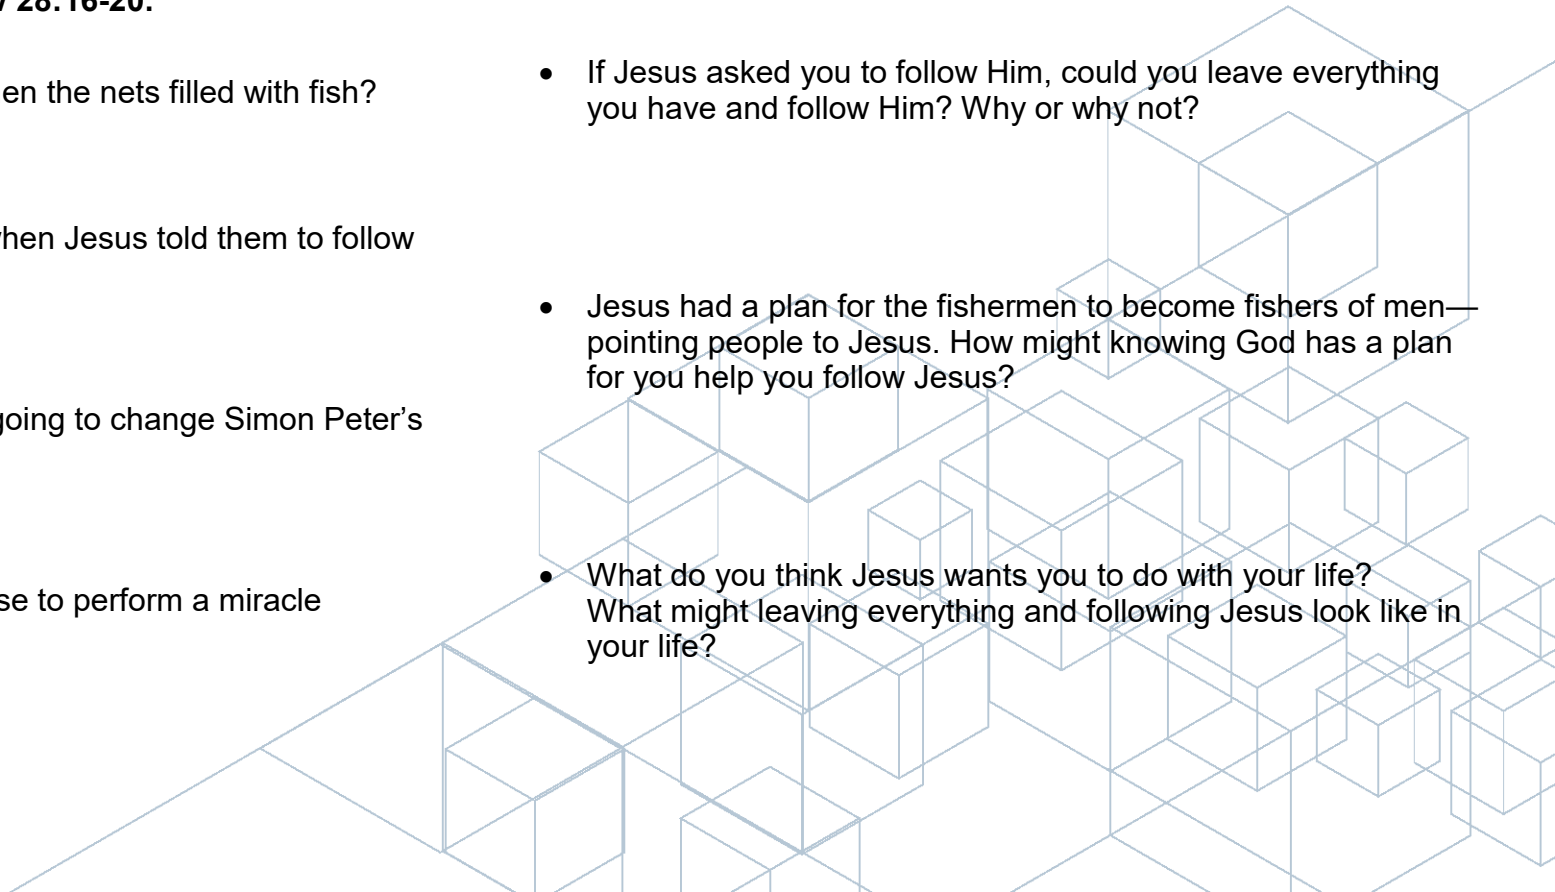 28:16-20.
en the nets filled with fish?
when Jesus told them to follow
going to change Simon Peter’s
se to perform a miracle
• If Jesus asked you to follow Him, could you leave everything
you have and follow Him? Why or why not?
• Jesus had a plan for the fishermen to become fishers of men—
pointing people to Jesus. How might knowing God has a plan
for you help you follow Jesus?
• What do you think Jesus wants you to do with your life?
What might leaving everything and following Jesus look like in
your life?